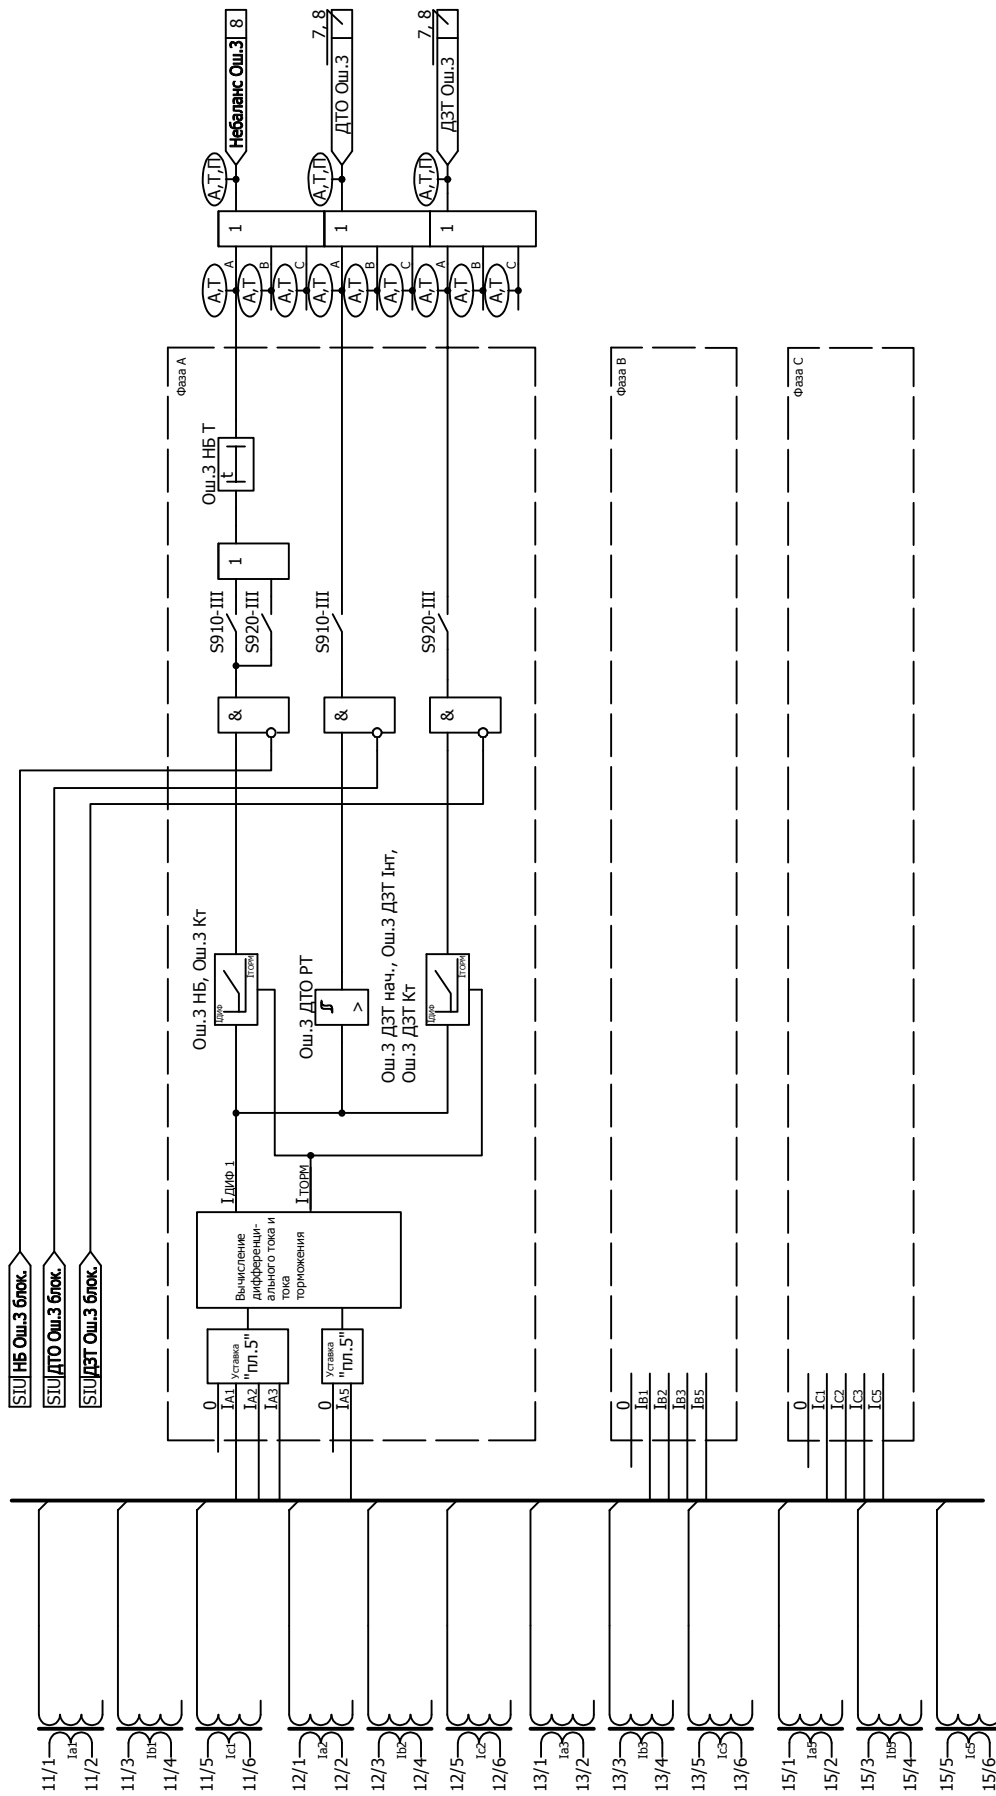 Небаланс Ош.3 8
ДТО Ош.3 7, 8
ДЗТ Ош.3 7, 8
А,Т,П
А,Т,П
А,Т,П
1
1
1
A
B
C
A
B
C
A
B
C
А,Т
А,Т
А,Т
А,Т
А,Т
А,Т
А,Т
А,Т
А,Т
Фаза А
Фаза В
Фаза С
Ош.3 НБ Т
t
1
S910-III
S920-III
S910-III
S920-III
&
&
&
Ош.3 НБ, Ош.3 Кт
IДИФ
IТОРМ
Ош.3 ДТО РТ
>
Ош.3 ДЗТ нач., Ош.3 ДЗТ Iнт,
Ош.3 ДЗТ Кт
IДИФ
IТОРМ
I ДИФ 1
I ТОРМ
Вычисление
дифференци-
ального тока и
тока
торможения
SIU НБ Ош.3 блок.
SIU ДТО Ош.3 блок.
SIU ДЗТ Ош.3 блок.
Уставка
"пл.5"
Уставка
"пл.5"
0
IA1
IA2
IA3
0
IA5
0
IB1
IB2
IB3
IB5
0
IC1
IC2
IC3
IC5
11/1
Ia1
11/2
11/3
Ib1
11/4
11/5
Ic1
11/6
12/1
Ia2
12/2
12/3
Ib2
12/4
12/5
Ic2
12/6
13/1
Ia3
13/2
13/3
Ib3
13/4
13/5
Ic3
13/6
15/1
Ia5
15/2
15/3
Ib5
15/4
15/5
Ic5
15/6